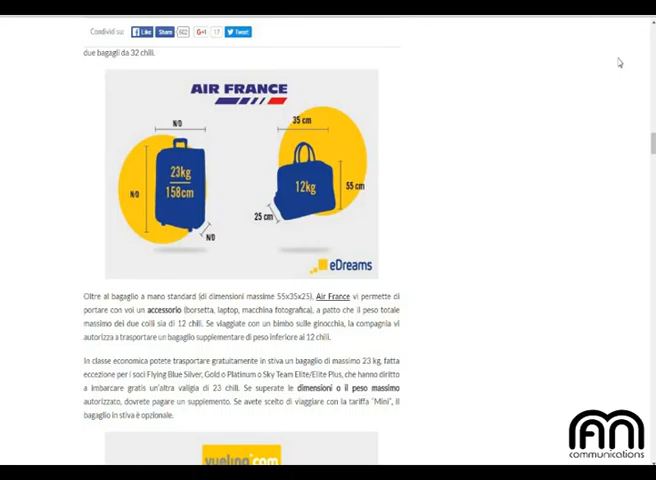 Condividi su:
Like
Share
602
G+1
17
Tweet
due bagagli da 32 chili.
AIR FRANCE
N/D
35 cm
23kg
158cm
N/D
12kg
55 cm
25 cm
N/D
eDreams
Oltre al bagaglio a mano standard (di dimensioni massime 55x35x25), Air France vi permette di
portare con voi un accessorio (borsetta, laptop, macchina fotografica), a patto che il peso totale
massimo dei due colli sia di 12 chili. Se viaggiate con un bimbo sulle ginocchia, la compagnia vi
autorizza a trasportare un bagaglio supplementare di peso inferiore ai 12 chili.
In classe economica potete trasportare gratuitamente in stiva un bagaglio di massimo 23 kg, fatta
eccezione per i soci Flying Blue Silver, Gold o Platinum o Sky Team Elite/Elite Plus, che hanno diritto
a imbarcare gratis un'altra valigia di 23 chili. Se superate le dimensioni o il peso massimo
autorizzato, dovrete pagare un supplemento. Se avete scelto di viaggiare con la tariffa "Mini", il
bagaglio in stiva è opzionale.
vueling.com
communications